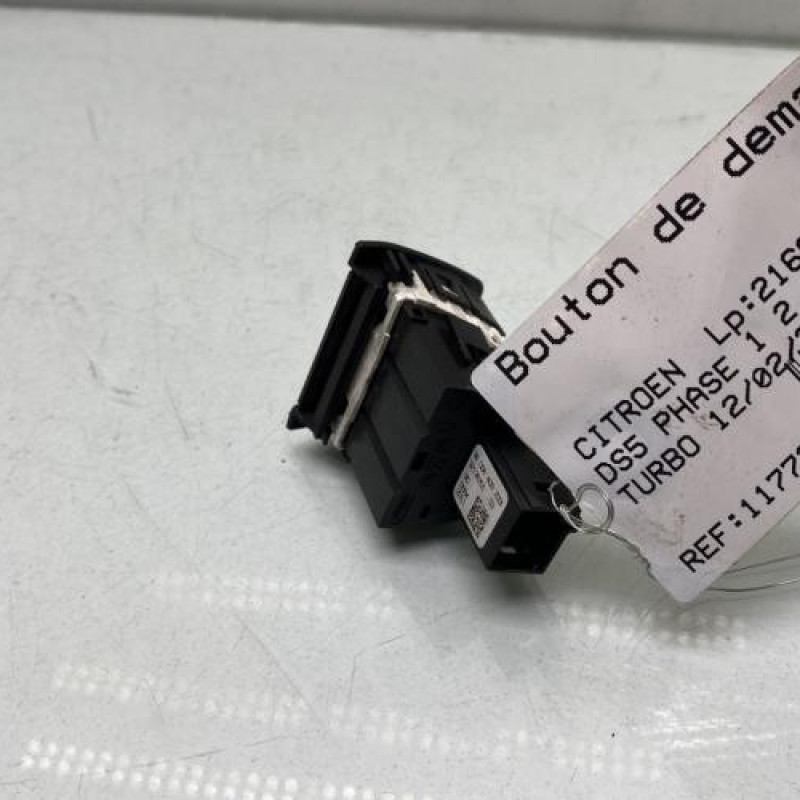 Bouton de dema
CITROEN Lp:216
DS5 PHASE 1 2
TURBO 12/02/
REF:1177